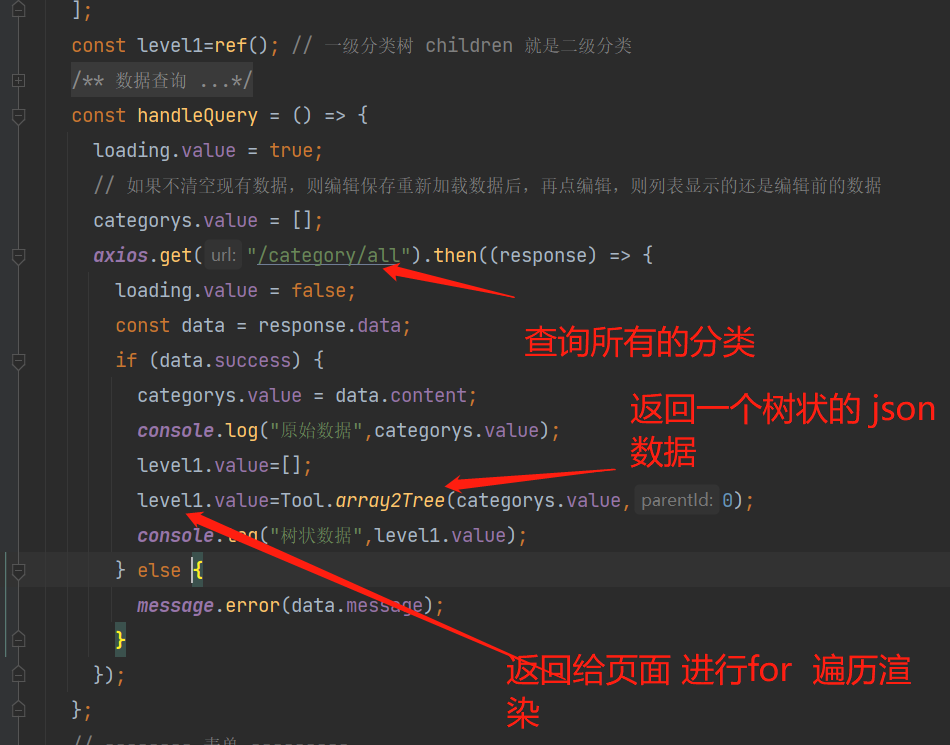 ];
const level1=ref(); // 一级分类树 children 就是二级分类
/** 数据查询 ...*/
const handleQuery = () => {
loading.value = true;
// 如果不清空现有数据，则编辑保存重新加载数据后，再点编辑，则列表显示的还是编辑前的数据
categorys.value = [];
axios.get( url: "/category/all").then((response) => {
loading.value = false;
const data = response.data;
查询所有的分类
if (data.success) {
categorys.value = data.content;
返回一个树状的 json
console.log("原始数据",categorys.value);
数据
level1.value=[];
level1.value=Tool.array2Tree(categorys.value, parentId: 0);
console.log("树状数据",level1.value);
} else {
message.error(data.message);
}
});
返回给页面 进行for 遍历渲
染
};